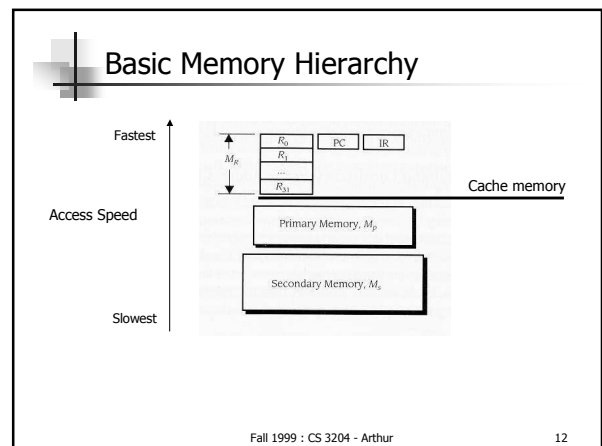 Basic Memory Hierarchy
Fastest
Access Speed
Slowest
M_R
R_0
R_1
...
R_31
PC
IR
Cache memory
Primary Memory, M_p
Secondary Memory, M_s
Fall 1999 : CS 3204 - Arthur
12